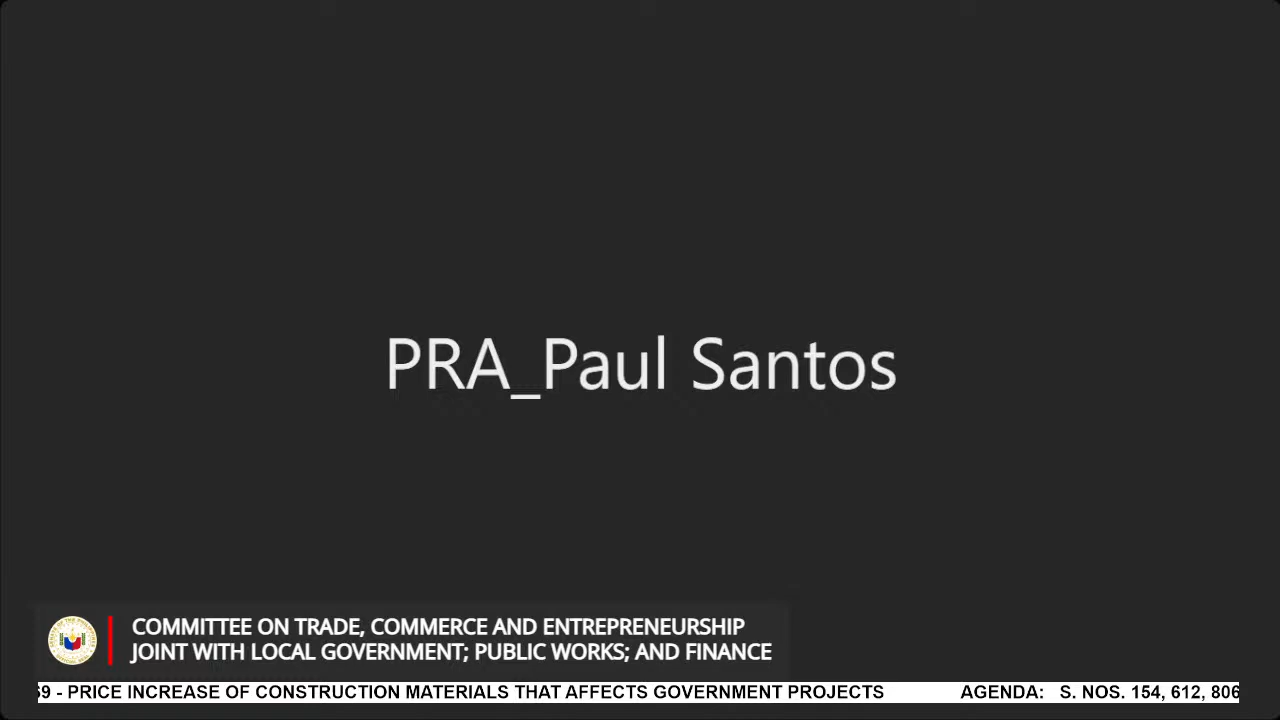 PRA_Paul Santos
COMMITTEE ON TRADE, COMMERCE AND ENTREPRENEURSHIP
JOINT WITH LOCAL GOVERNMENT; PUBLIC WORKS; AND FINANCE
69 - PRICE INCREASE OF CONSTRUCTION MATERIALS THAT AFFECTS GOVERNMENT PROJECTS AGENDA: S. NOS. 154, 612, 806